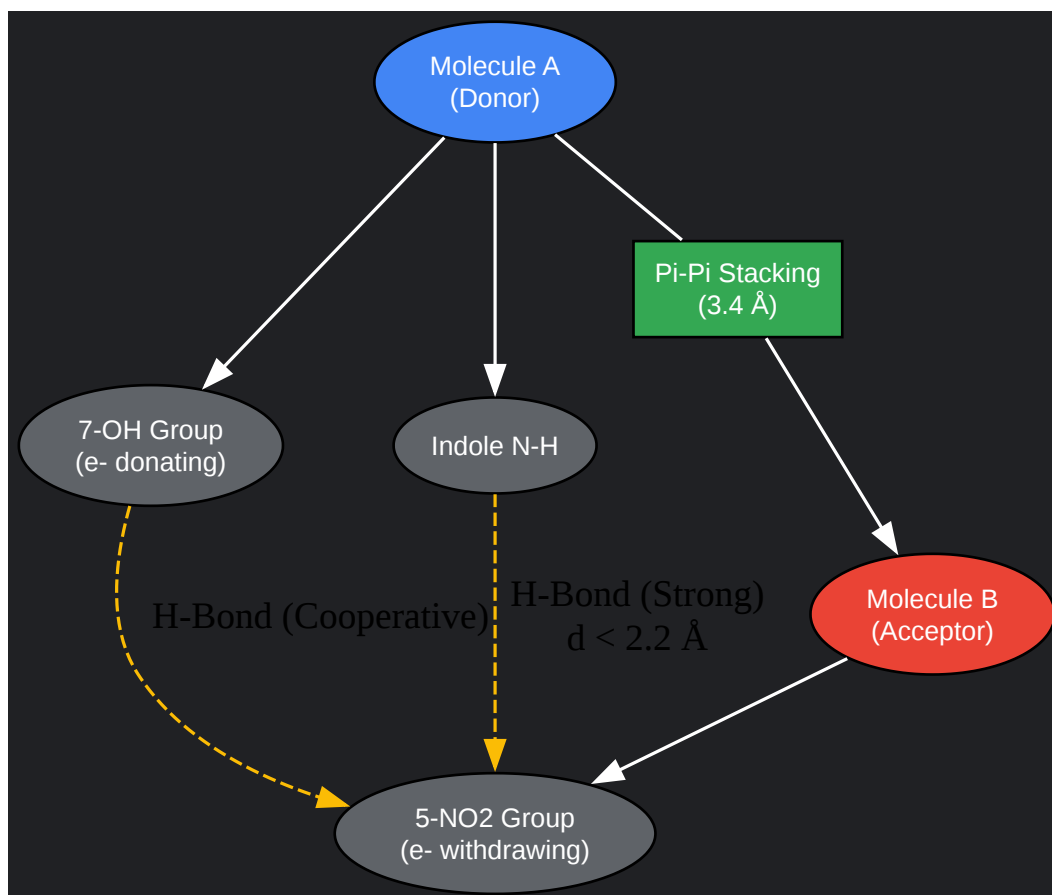 Molecule A
(Donor)
Pi-Pi Stacking
(3.4 Å)
7-OH Group
(e- donating)
Indole N-H
H-Bond (Cooperative)
H-Bond (Strong)
d < 2.2 Å
Molecule B
(Acceptor)
5-NO2 Group
(e- withdrawing)